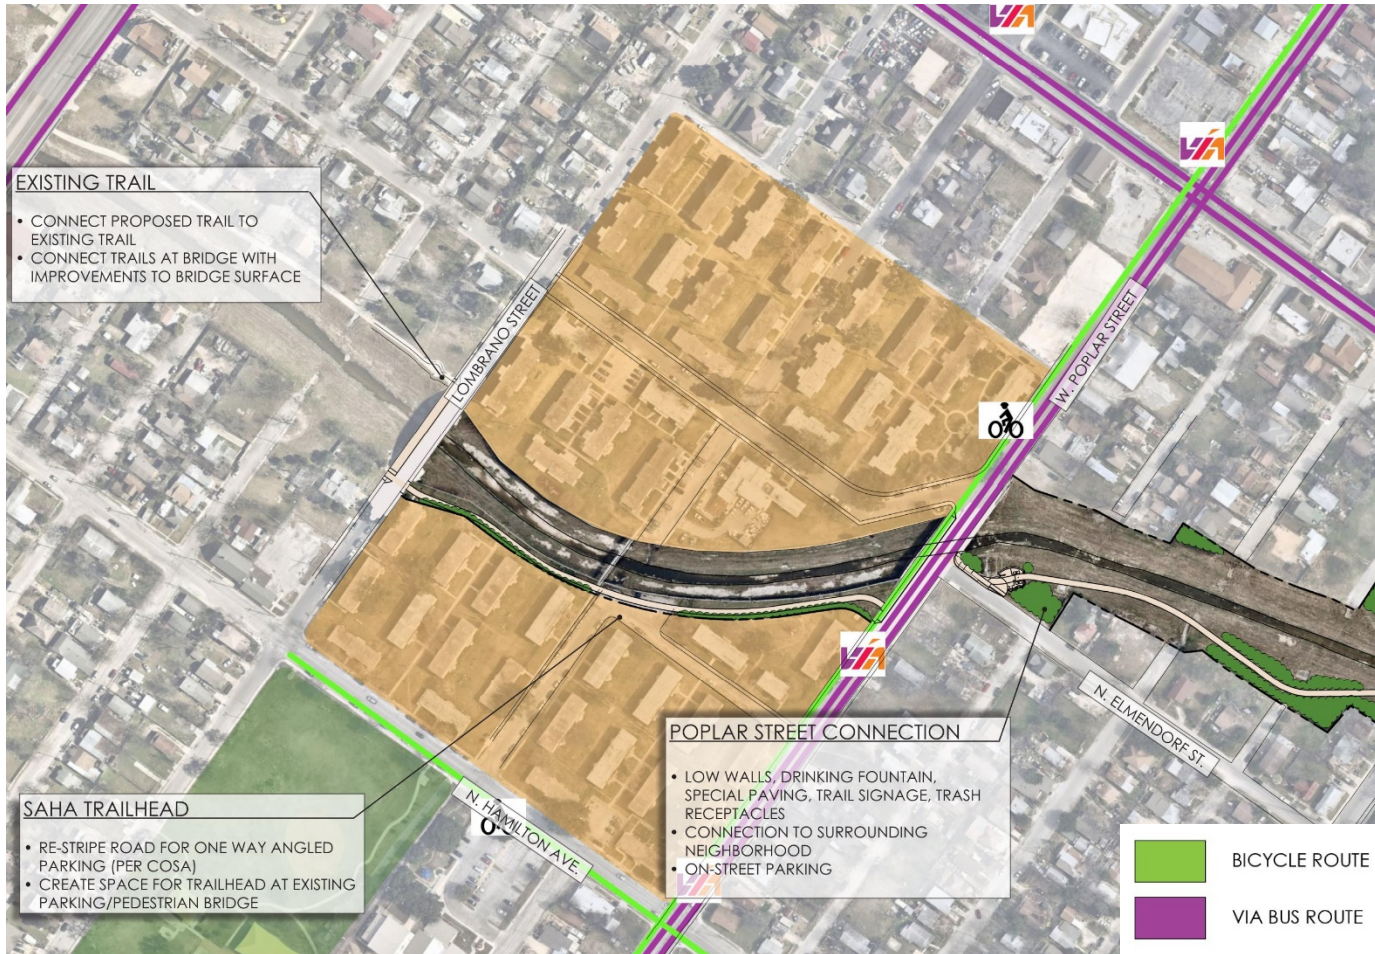 EXISTING TRAIL
• CONNECT PROPOSED TRAIL TO
EXISTING TRAIL
• CONNECT TRAILS AT BRIDGE WITH
IMPROVEMENTS TO BRIDGE SURFACE
LOMBRANO STREET
W. POPLAR STREET
VIA
VIA
VIA
VIA
N. ELMENDORF ST.
N. HAMILTON AVE.
SAHA TRAILHEAD
• RE-STRIPE ROAD FOR ONE WAY ANGLED
PARKING (PER COSA)
• CREATE SPACE FOR TRAILHEAD AT EXISTING
PARKING/PEDESTRIAN BRIDGE
POPLAR STREET CONNECTION
• LOW WALLS, DRINKING FOUNTAIN,
SPECIAL PAVING, TRAIL SIGNAGE, TRASH
RECEPTACLES
• CONNECTION TO SURROUNDING
NEIGHBORHOOD
• ON-STREET PARKING
BICYCLE ROUTE
VIA BUS ROUTE